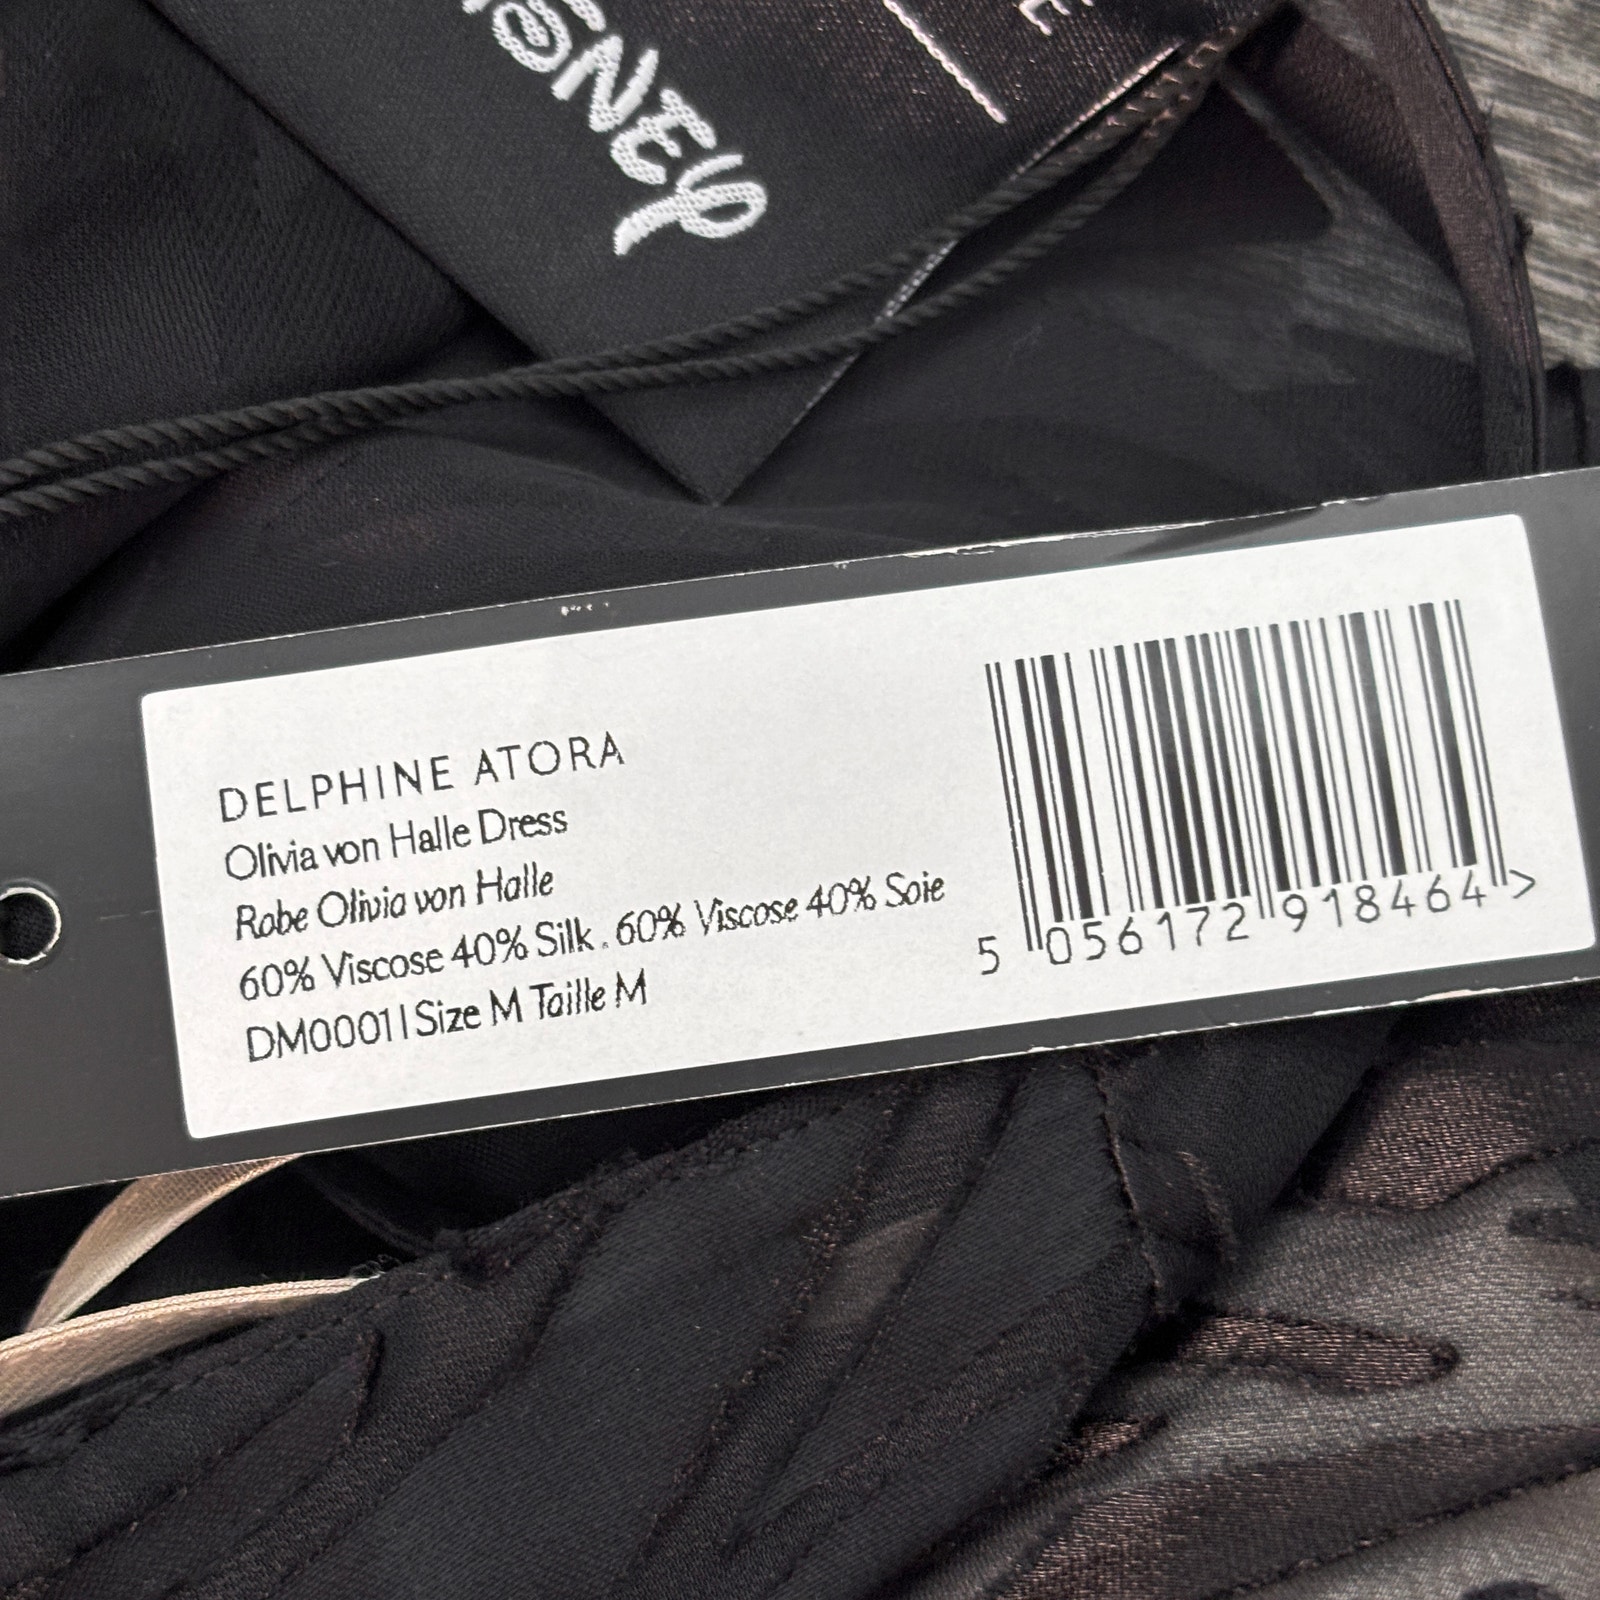 DELPHINE ATORA
Olivia von Halle Dress
Robe Olivia von Halle
60% Viscose 40% Silk . 60% Viscose 40% Soie
DM0001 | Size M Taille M
5 056172 918464 >